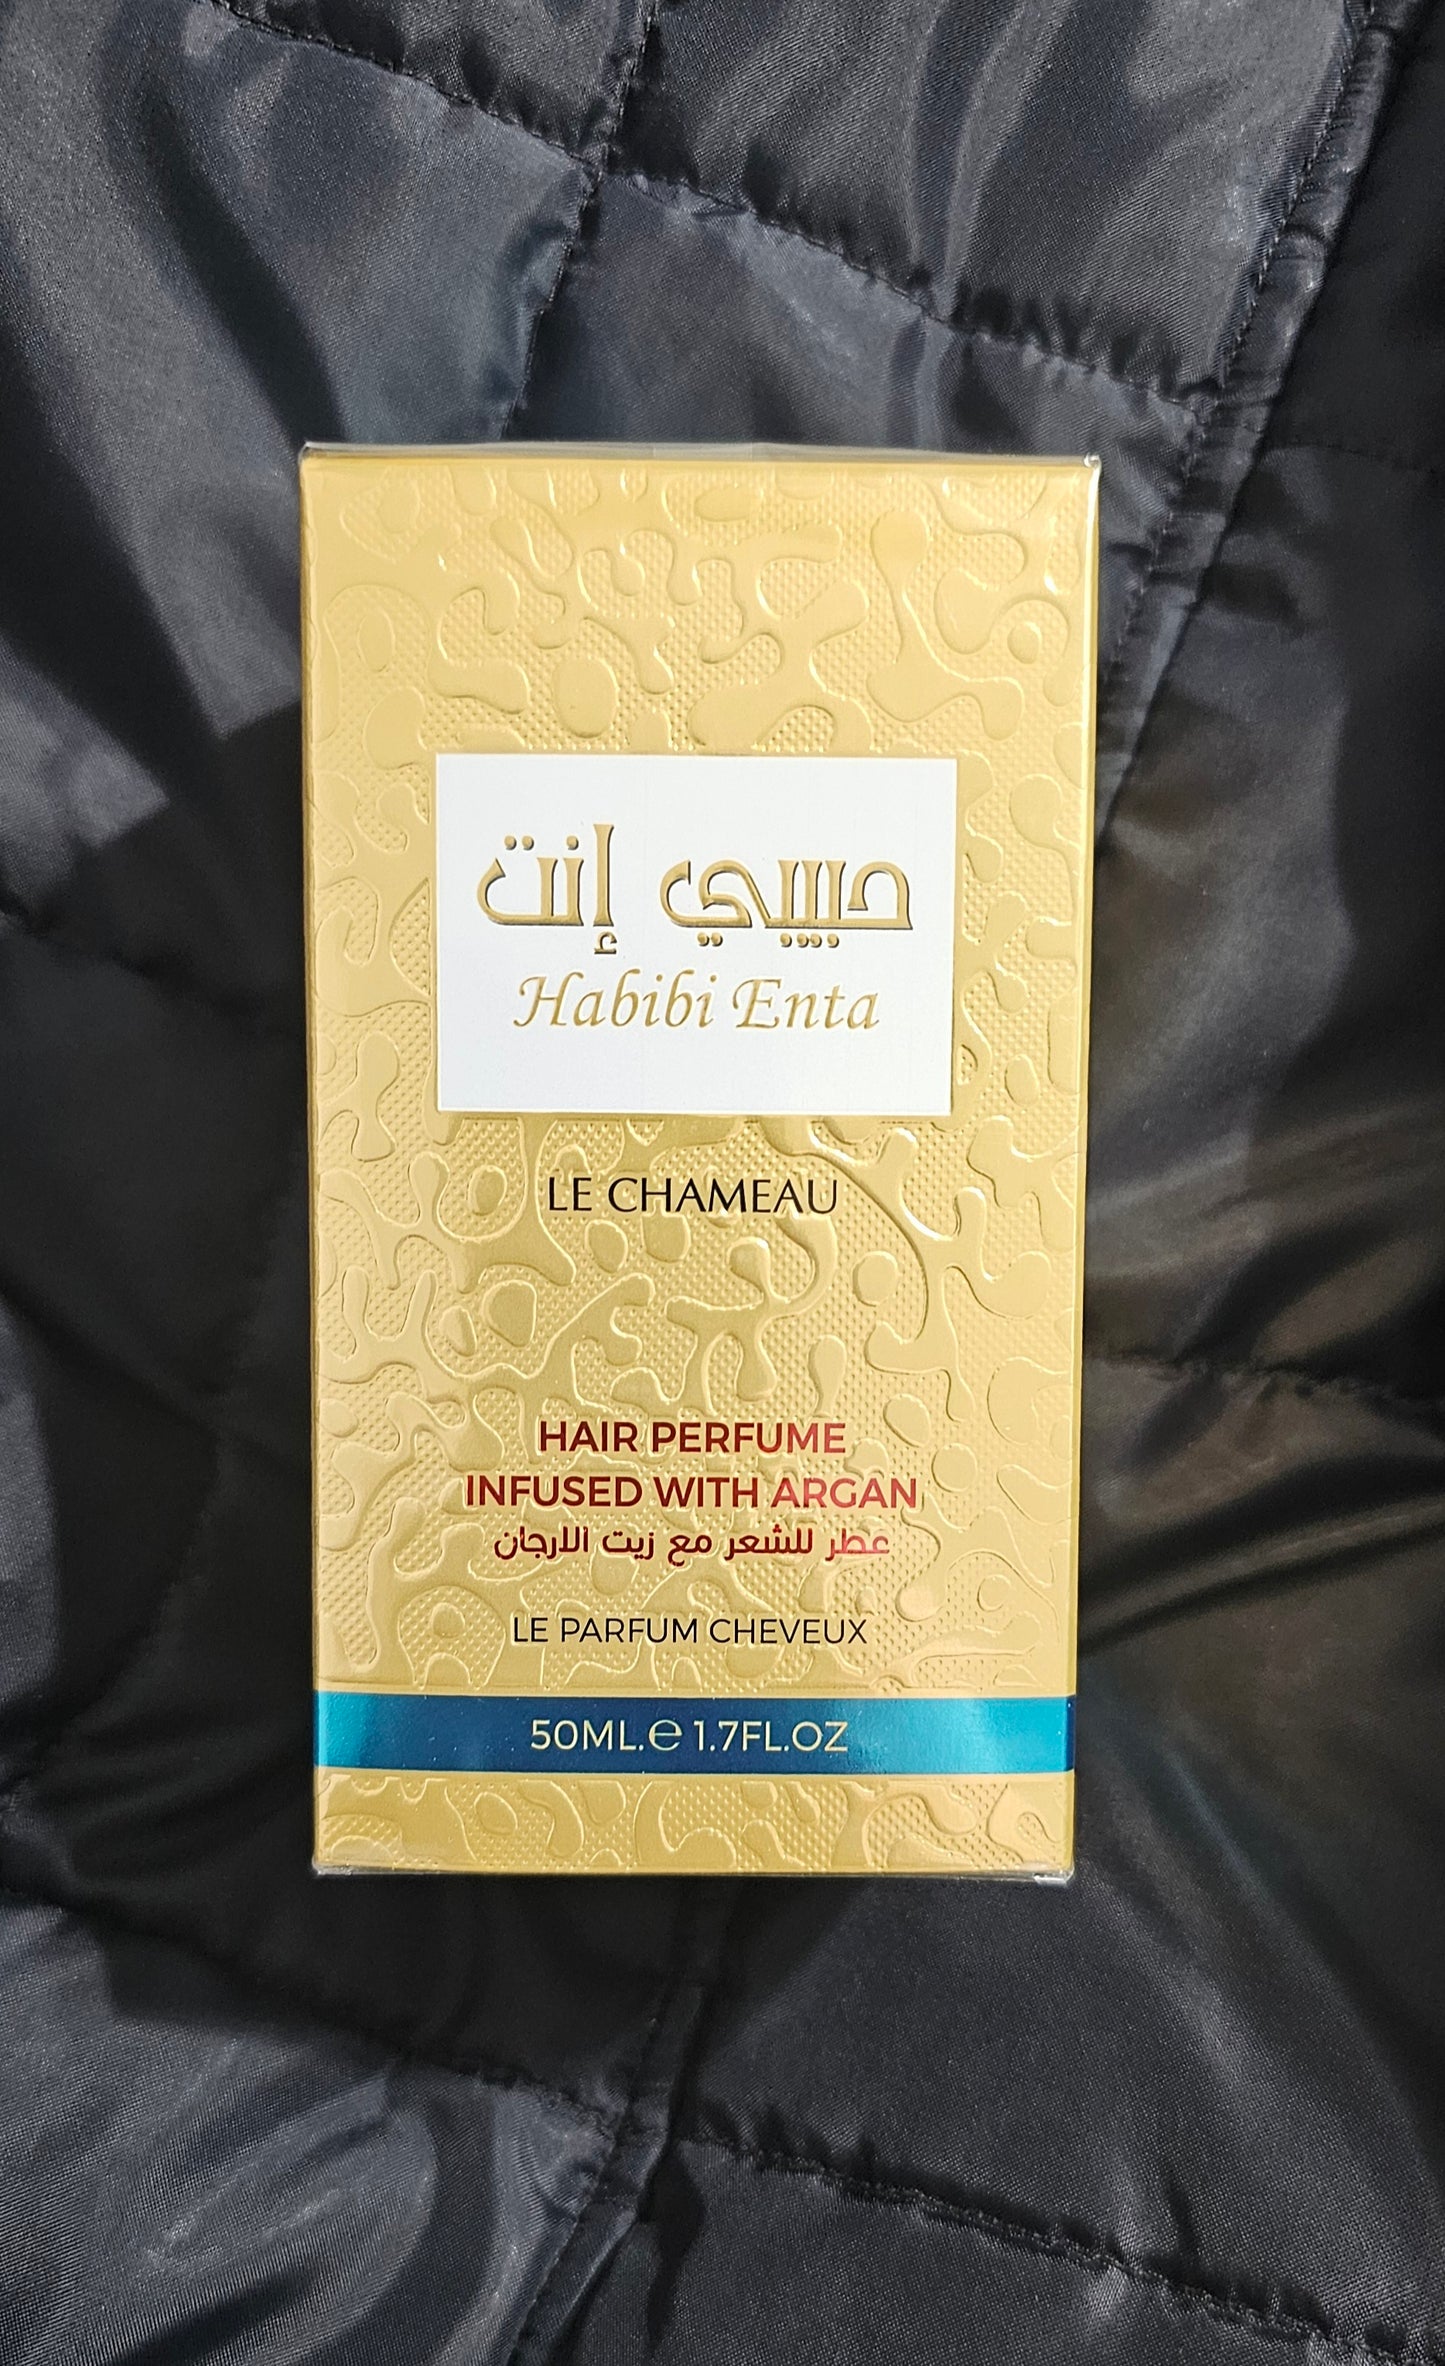 حبيبي إنت
Habibi Enta
LE CHAMEAU
HAIR PERFUME
INFUSED WITH ARGAN
عطر للشعر مع زيت الارجان
LE PARFUM CHEVEUX
50ML.℮ 1.7FL.OZ